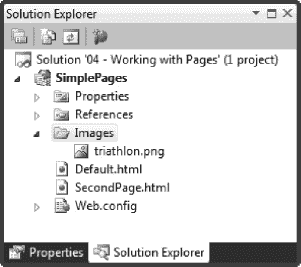 Solution Explorer
Solution '04 - Working with Pages' (1 project)
SimplePages
Properties
References
Images
triathlon.png
Default.html
SecondPage.html
Web.config
Properties
Solution Explorer